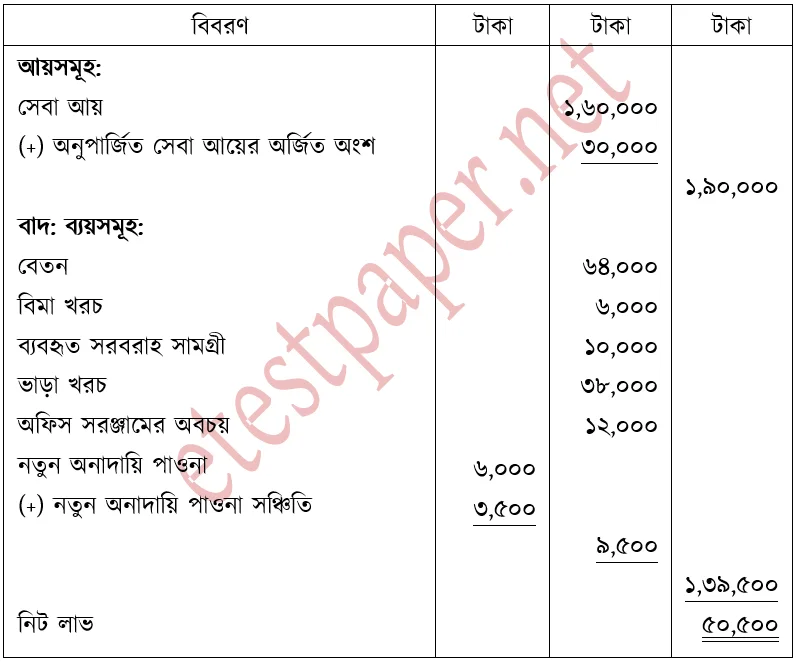 বিবরণ টাকা টাকা টাকা
আয়সমূহ:
সেবা আয় ১,৬০,০০০
(+) অনুপার্জিত সেবা আয়ের অর্জিত অংশ ৩০,০০০
১,৯০,০০০
বাদ: ব্যয়সমূহ:
বেতন ৬৪,০০০
বিমা খরচ ৬,০০০
ব্যবহৃত সরবরাহ সামগ্রী ১০,০০০
ভাড়া খরচ ৩৮,০০০
অফিস সরঞ্জামের অবচয় ১২,০০০
নতুন অনাদায়ি পাওনা ৬,০০০
(+) নতুন অনাদায়ি পাওনা সঞ্চিতি ৩,৫০০
৯,৫০০
১,৩৯,৫০০
নিট লাভ ৫০,৫০০
etestpaper.net